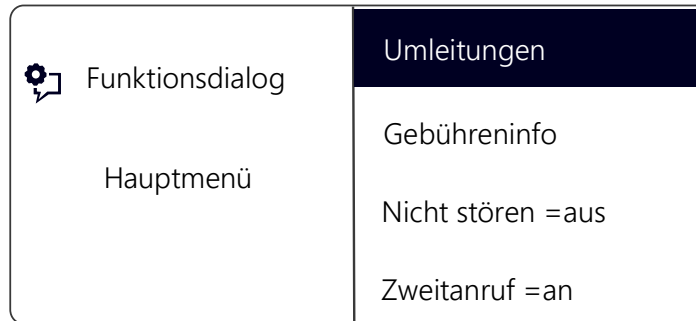 Funktionsdialog
Hauptmenü
Umleitungen
Gebühreninfo
Nicht stören =aus
Zweitanruf =an